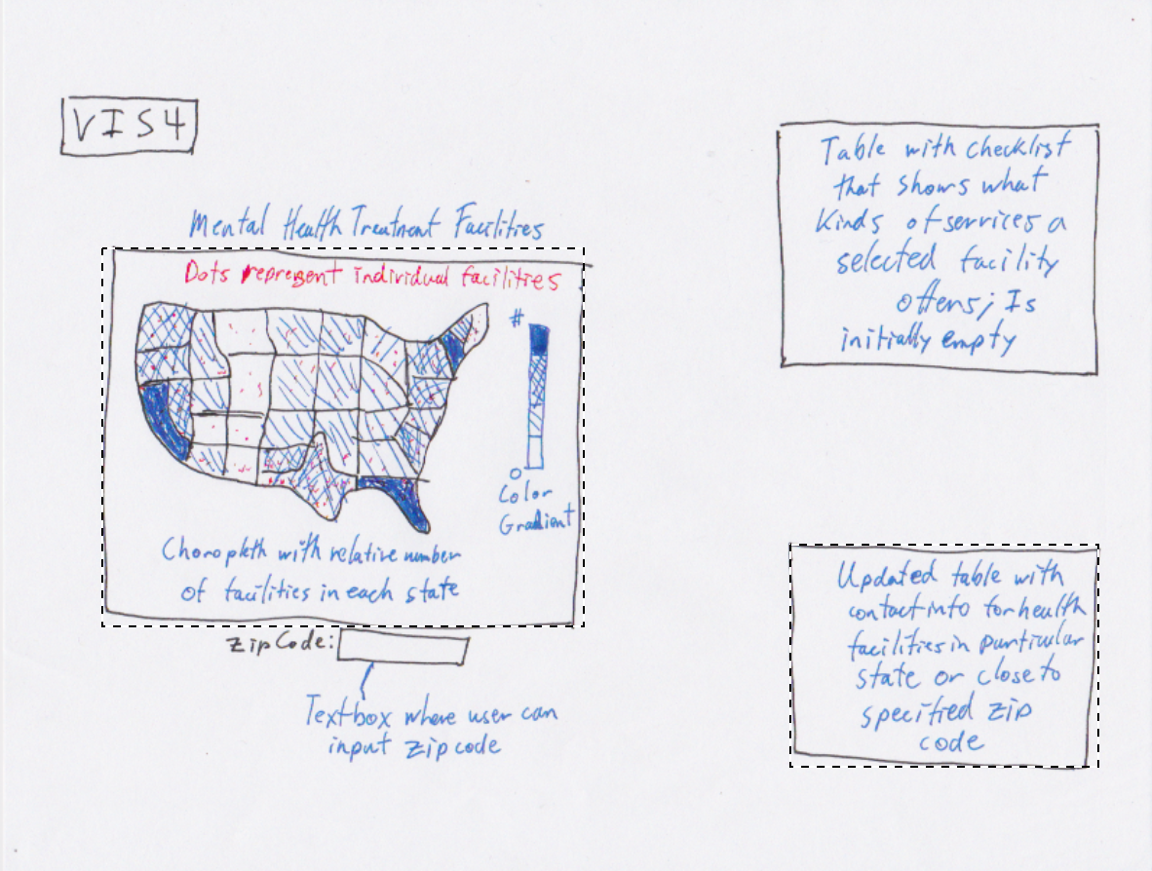 VIS4
Mental Health Treatment Facilities
Dots represent individual facilities
#
0
Color
Gradient
Choropleth with relative number
of facilities in each state
Zip Code:
Textbox where user can
input zip code
Table with checklist
that shows what
kinds of services a
selected facility
offers; Is
initially empty
Updated table with
contact info for health
facilities in particular
state or close to
specified zip
code